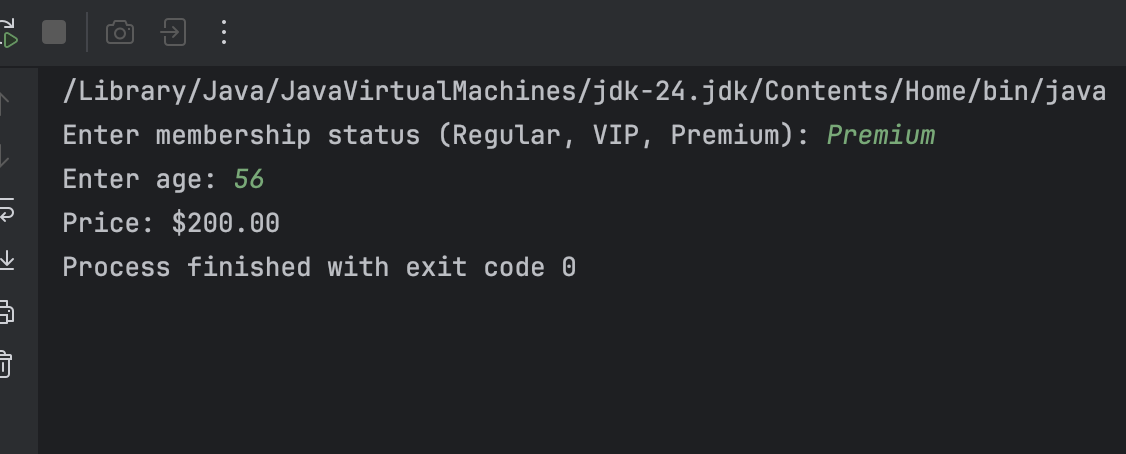 /Library/Java/JavaVirtualMachines/jdk-24.jdk/Contents/Home/bin/java
Enter membership status (Regular, VIP, Premium): Premium
Enter age: 56
Price: $200.00
Process finished with exit code 0